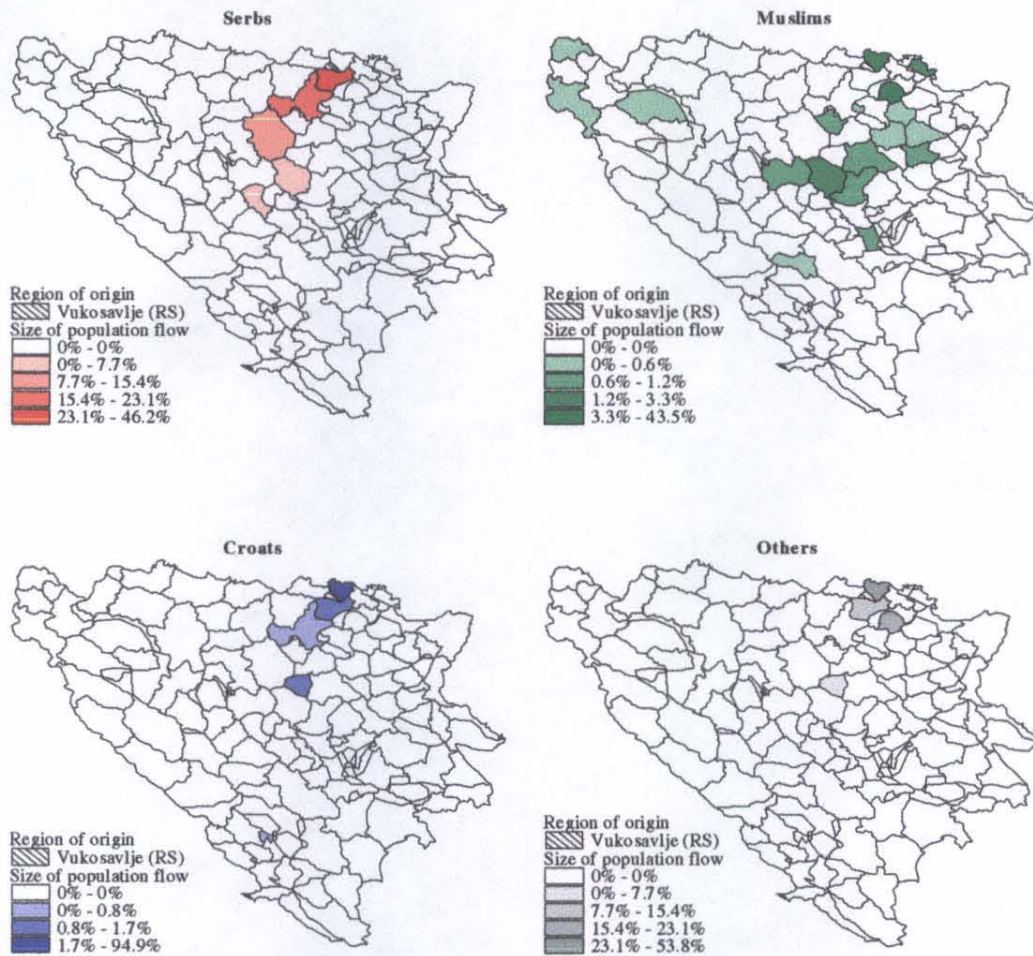 Serbs
Region of origin
Vukosavlje (RS)
Size of population flow
0% - 0%
0% - 7.7%
7.7% - 15.4%
15.4% - 23.1%
23.1% - 46.2%
Muslims
Region of origin
Vukosavlje (RS)
Size of population flow
0% - 0%
0% - 0.6%
0.6% - 1.2%
1.2% - 3.3%
3.3% - 43.5%
Croats
Region of origin
Vukosavlje (RS)
Size of population flow
0% - 0%
0% - 0.8%
0.8% - 1.7%
1.7% - 94.9%
Others
Region of origin
Vukosavlje (RS)
Size of population flow
0% - 0%
0% - 7.7%
7.7% - 15.4%
15.4% - 23.1%
23.1% - 53.8%